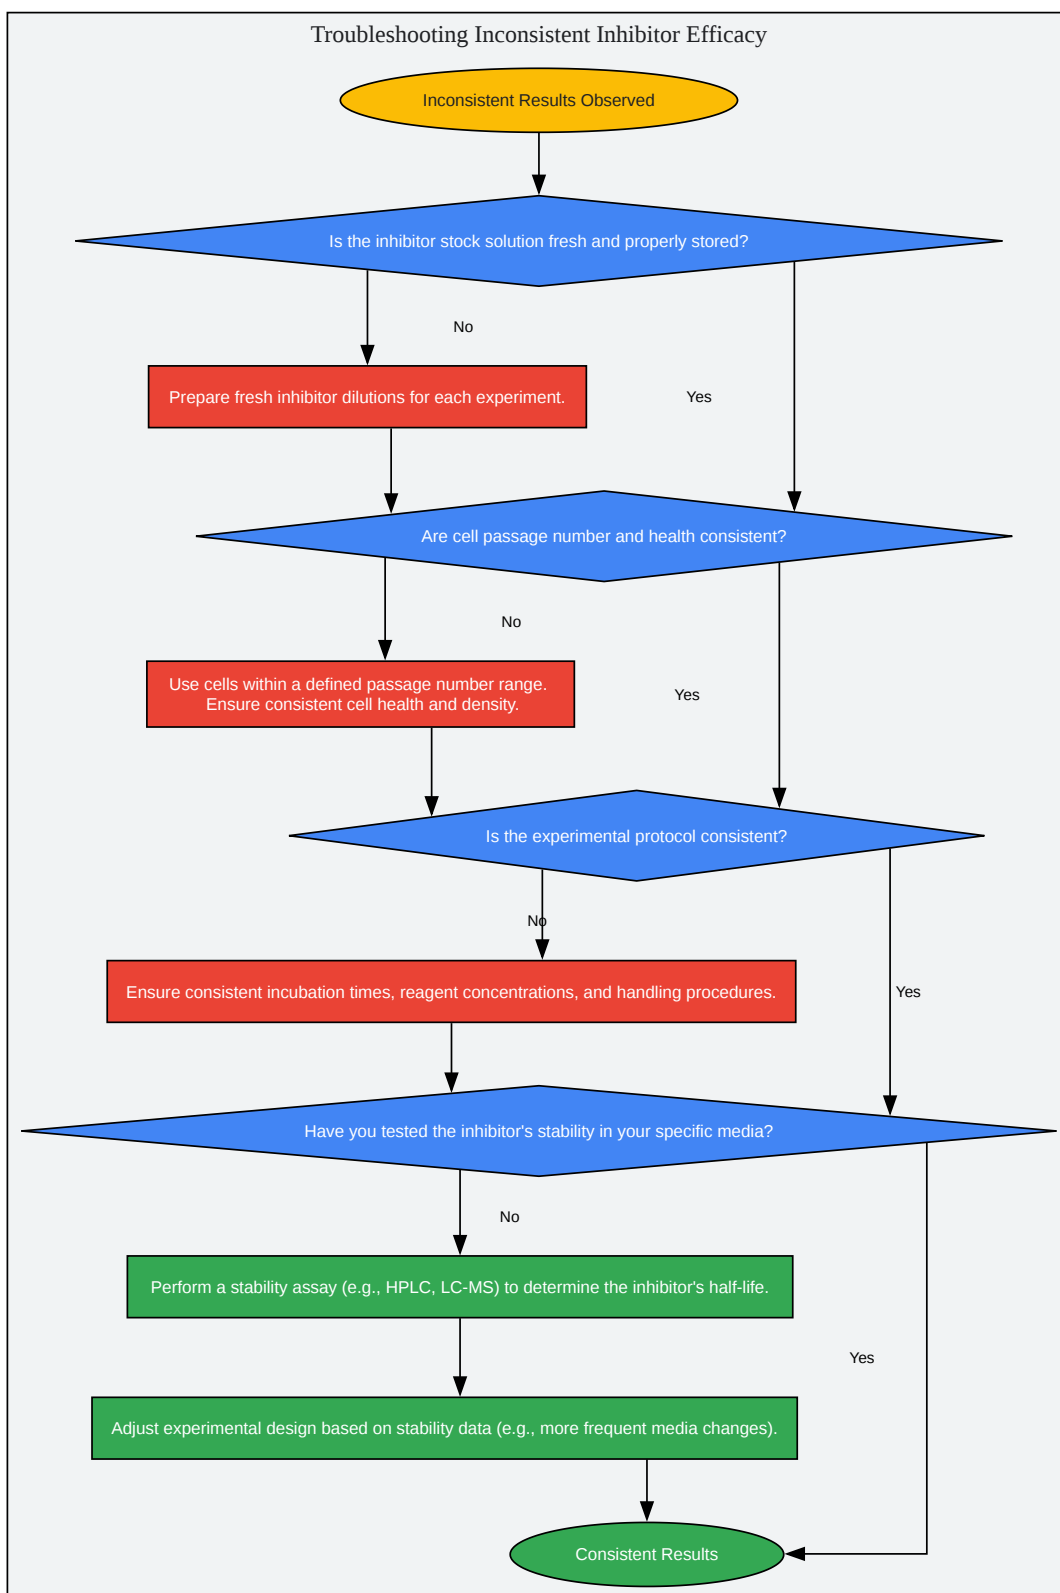 Troubleshooting Inconsistent Inhibitor Efficacy
Inconsistent Results Observed
Is the inhibitor stock solution fresh and properly stored?
No
Prepare fresh inhibitor dilutions for each experiment.
Yes
Are cell passage number and health consistent?
No
Use cells within a defined passage number range.
Ensure consistent cell health and density.
Yes
Is the experimental protocol consistent?
No
Ensure consistent incubation times, reagent concentrations, and handling procedures.
Yes
Have you tested the inhibitor's stability in your specific media?
No
Perform a stability assay (e.g., HPLC, LC-MS) to determine the inhibitor's half-life.
Yes
Adjust experimental design based on stability data (e.g., more frequent media changes).
Consistent Results